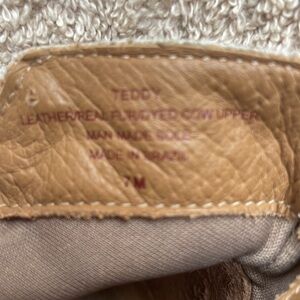 TEDDY
LEATHER/REAL FUR/DYED COW UPPER
MAN MADE SOLE
MADE IN BRAZIL
7M